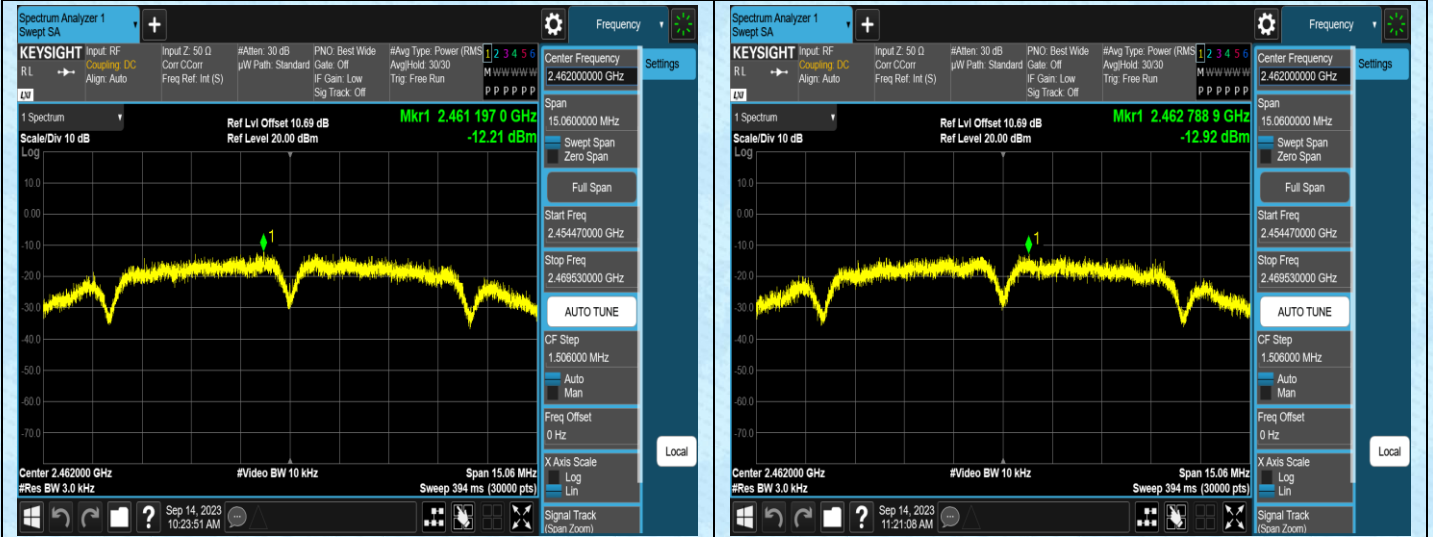 Spectrum Analyzer 1
Swept SA
+
Frequency
KEYSIGHT
RL
LXI
Input: RF
Coupling: DC
Align: Auto
Input Z: 50 Ω
Corr CCorr
Freq Ref: Int (S)
#Atten: 30 dB
µW Path: Standard
PNO: Best Wide
Gate: Off
IF Gain: Low
Sig Track: Off
#Avg Type: Power (RMS
Avg|Hold: 30/30
Trig: Free Run
1 2 3 4 5 6
M W W W W W
P P P P P P
1 Spectrum
Scale/Div 10 dB
Log
Ref Lvl Offset 10.69 dB
Ref Level 20.00 dBm
Mkr1 2.461 197 0 GHz
-12.21 dBm
10.0
0.00
-10.0
-20.0
-30.0
-40.0
-50.0
-60.0
-70.0
1
Center 2.462000 GHz
#Res BW 3.0 kHz
#Video BW 10 kHz
Span 15.06 MHz
Sweep 394 ms (30000 pts)
Sep 14, 2023
10:23:51 AM
?
Center Frequency
2.462000000 GHz
Span
15.0600000 MHz
Swept Span
Zero Span
Full Span
Start Freq
2.454470000 GHz
Stop Freq
2.469530000 GHz
AUTO TUNE
CF Step
1.506000 MHz
Auto
Man
Freq Offset
0 Hz
X Axis Scale
Log
Lin
Signal Track
(Span Zoom)
Settings
Local
Spectrum Analyzer 1
Swept SA
+
Frequency
KEYSIGHT
RL
LXI
Input: RF
Coupling: DC
Align: Auto
Input Z: 50 Ω
Corr CCorr
Freq Ref: Int (S)
#Atten: 30 dB
µW Path: Standard
PNO: Best Wide
Gate: Off
IF Gain: Low
Sig Track: Off
#Avg Type: Power (RMS
Avg|Hold: 30/30
Trig: Free Run
1 2 3 4 5 6
M W W W W W
P P P P P P
1 Spectrum
Scale/Div 10 dB
Log
Ref Lvl Offset 10.69 dB
Ref Level 20.00 dBm
Mkr1 2.462 788 9 GHz
-12.92 dBm
10.0
0.00
-10.0
-20.0
-30.0
-40.0
-50.0
-60.0
-70.0
1
Center 2.462000 GHz
#Res BW 3.0 kHz
#Video BW 10 kHz
Span 15.06 MHz
Sweep 394 ms (30000 pts)
Sep 14, 2023
11:21:08 AM
?
Center Frequency
2.462000000 GHz
Span
15.0600000 MHz
Swept Span
Zero Span
Full Span
Start Freq
2.454470000 GHz
Stop Freq
2.469530000 GHz
AUTO TUNE
CF Step
1.506000 MHz
Auto
Man
Freq Offset
0 Hz
X Axis Scale
Log
Lin
Signal Track
(Span Zoom)
Settings
Local